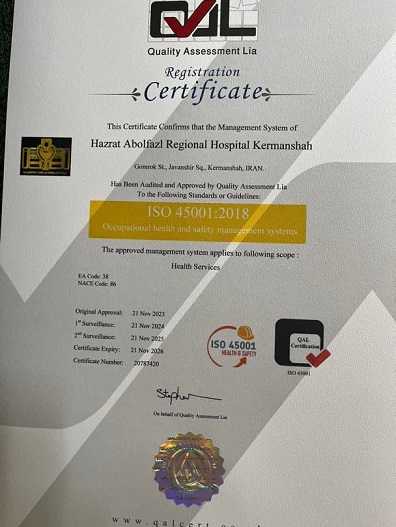 QAL
Quality Assessment Lia
Registration
Certificate
This Certificate Confirms that the Management System of
Hazrat Abolfazl Regional Hospital Kermanshah
Gomrok St., Javanshir Sq., Kermanshah, IRAN.
Has Been Audited and Approved by Quality Assessment Lia
To the Following Standards or Guidelines:
ISO 45001:2018
Occupational health and safety management systems
The approved management system applies to following scope :
Health Services
EA Code: 38
NACE Code: 86
Original Approval: 21 Nov 2023
1st Surveillance: 21 Nov 2024
2nd Surveillance: 21 Nov 2025
Certificate Expiry: 21 Nov 2026
Certificate Number: 20787420
ISO 45001
HEALTH & SAFETY
QAL
Certification
ISO 45001
Stephen
On behalf of Quality Assessment Lia